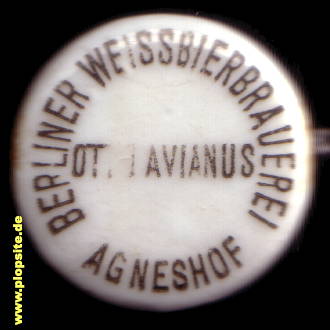 BERLINER WEISSBIERBRAUEREI
AVIANUS
AGNESHOF
www.plopsite.de